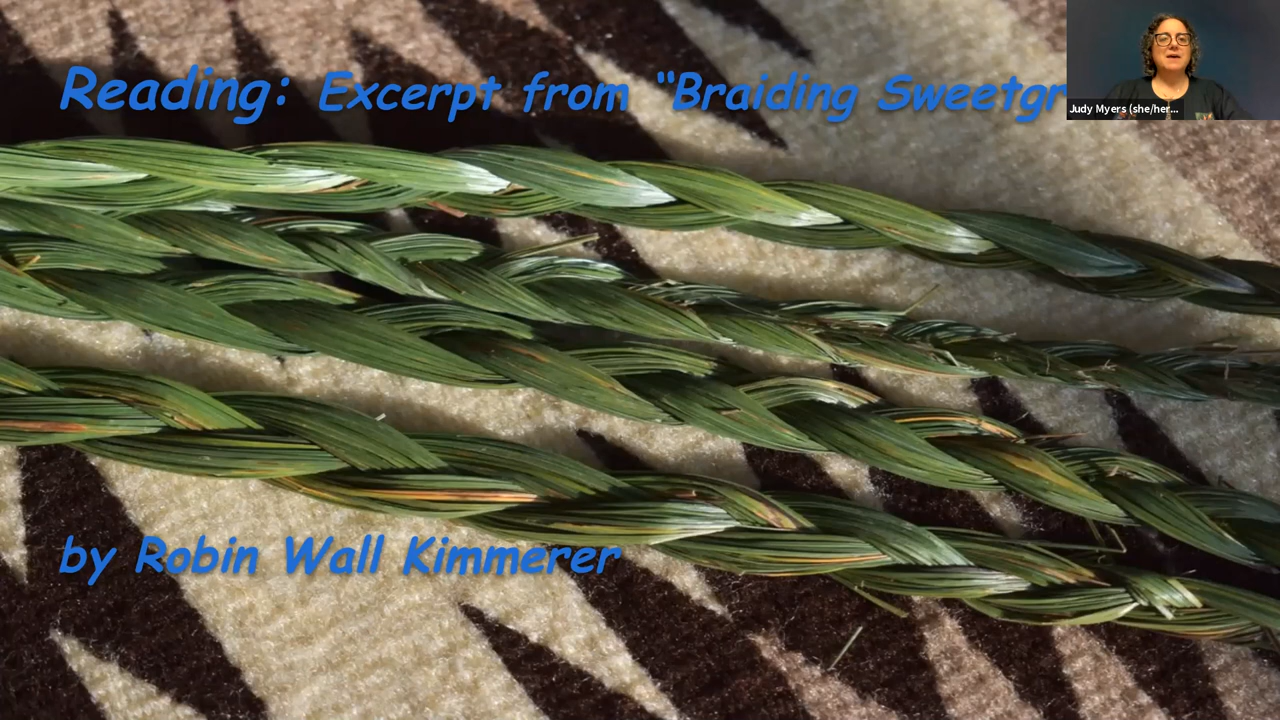 Reading: Excerpt from “Braiding Sweetgr
Judy Myers (she/her...
by Robin Wall Kimmerer